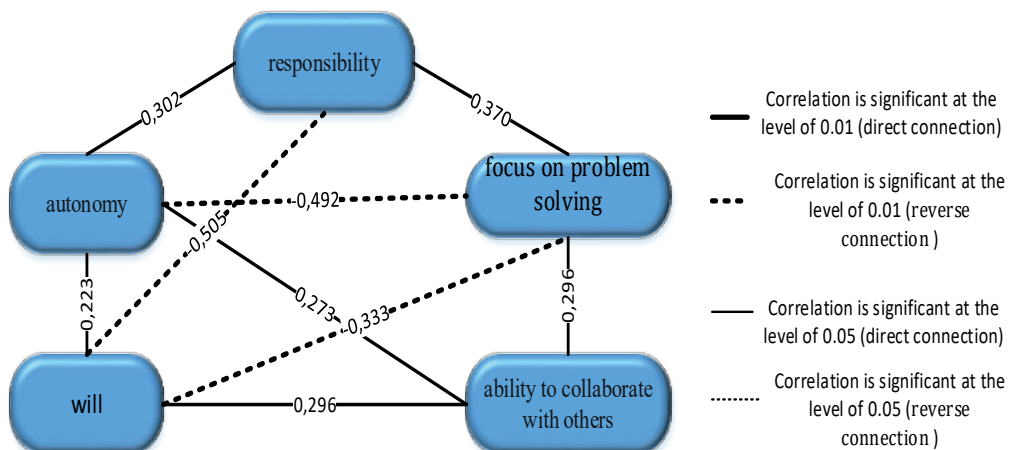 responsibility
0,302
0,370
autonomy
-0,492
focus on problem
solving
-0,505
0,223
0,273
-0,333
0,296
will
0,296
ability to collaborate
with others
Correlation is significant at the
level of 0.01 (direct connection)
Correlation is significant at the
level of 0.01 (reverse
connection )
Correlation is significant at the
level of 0.05 (direct connection)
Correlation is significant at the
level of 0.05 (reverse
connection )